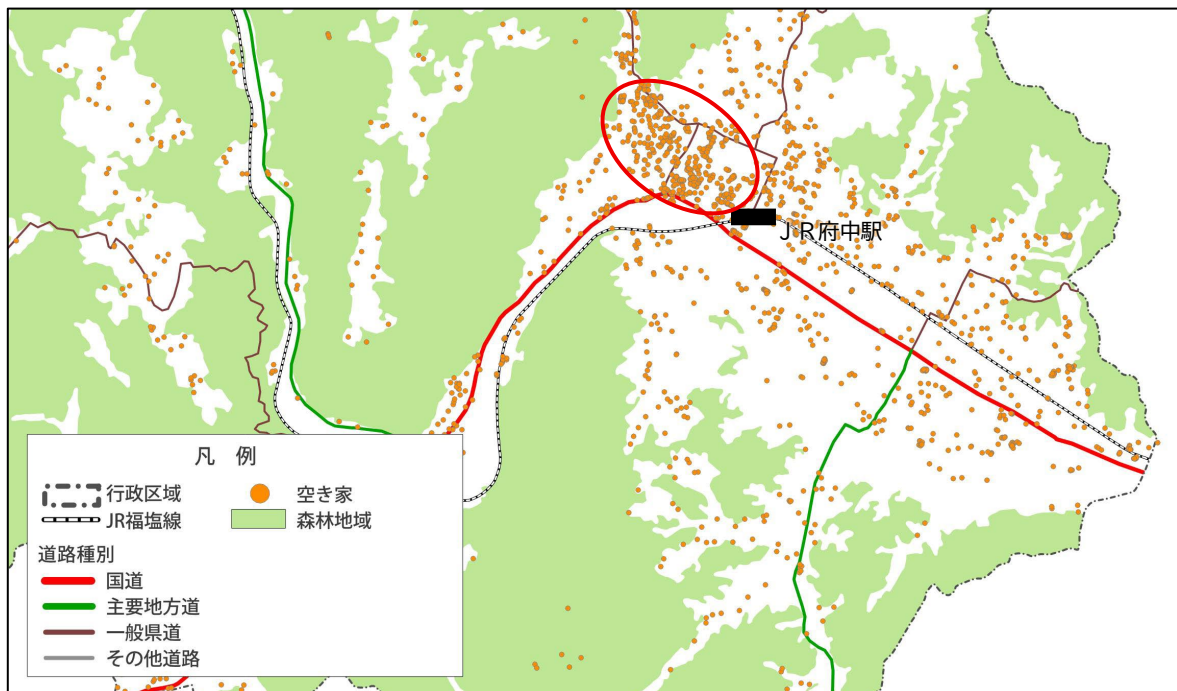 JR府中駅
凡 例
行政区域
空き家
JR福塩線
森林地域
道路種別
国道
主要地方道
一般県道
その他道路